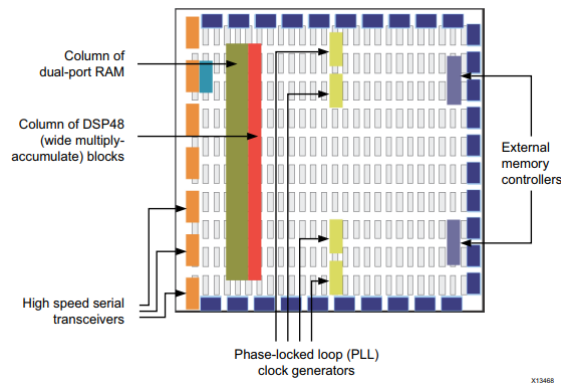 Column of
dual-port RAM
Column of DSP48
(wide multiply-
accumulate) blocks
External
memory
controllers
High speed serial
transceivers
Phase-locked loop (PLL)
clock generators
X13468